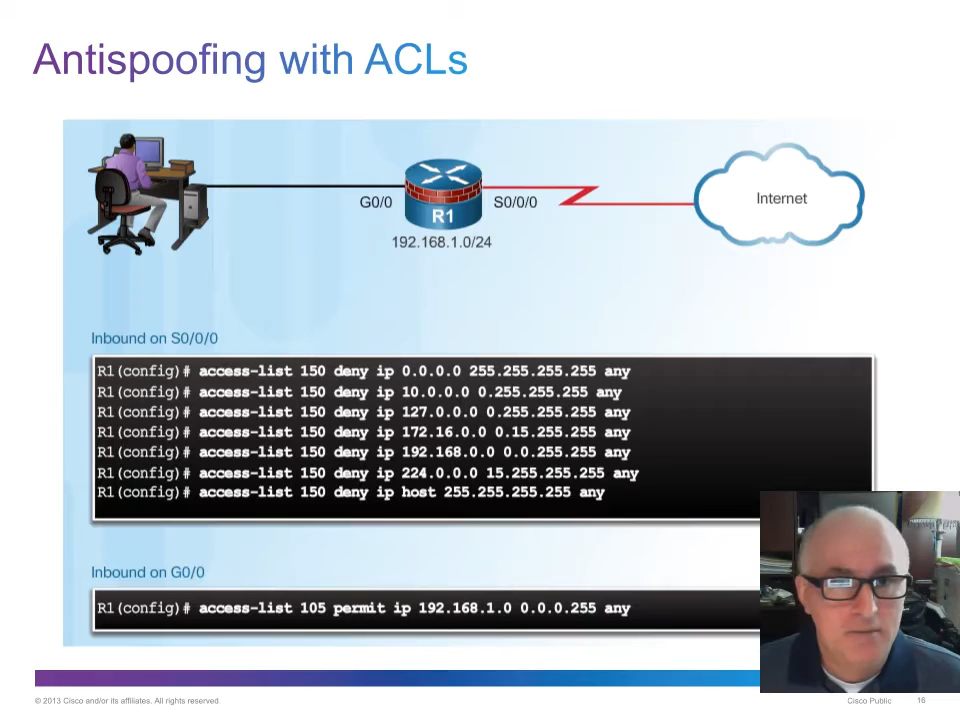 Antispoofing with ACLs
G0/0
R1
S0/0/0
Internet
192.168.1.0/24
Inbound on S0/0/0
R1(config)# access-list 150 deny ip 0.0.0.0 255.255.255.255 any
R1(config)# access-list 150 deny ip 10.0.0.0 0.255.255.255 any
R1(config)# access-list 150 deny ip 127.0.0.0 0.255.255.255 any
R1(config)# access-list 150 deny ip 172.16.0.0 0.15.255.255 any
R1(config)# access-list 150 deny ip 192.168.0.0 0.0.255.255 any
R1(config)# access-list 150 deny ip 224.0.0.0 15.255.255.255 any
R1(config)# access-list 150 deny ip host 255.255.255.255 any
Inbound on G0/0
R1(config)# access-list 105 permit ip 192.168.1.0 0.0.0.255 any
© 2013 Cisco and/or its affiliates. All rights reserved.
Cisco Public
16